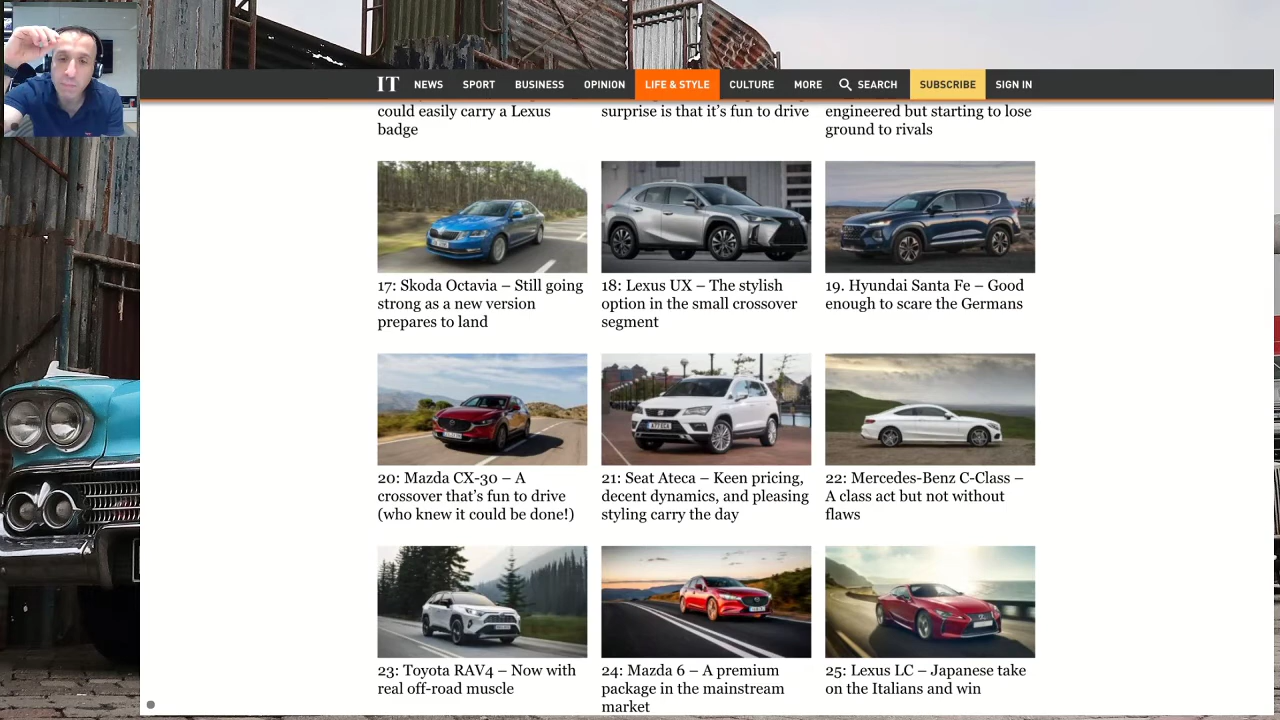 IT NEWS SPORT BUSINESS OPINION LIFE & STYLE CULTURE MORE SEARCH SUBSCRIBE SIGN IN
could easily carry a Lexus
badge
surprise is that it’s fun to drive
engineered but starting to lose
ground to rivals
17: Skoda Octavia – Still going
strong as a new version
prepares to land
18: Lexus UX – The stylish
option in the small crossover
segment
19. Hyundai Santa Fe – Good
enough to scare the Germans
20: Mazda CX-30 – A
crossover that’s fun to drive
(who knew it could be done!)
21: Seat Ateca – Keen pricing,
decent dynamics, and pleasing
styling carry the day
22: Mercedes-Benz C-Class –
A class act but not without
flaws
23: Toyota RAV4 – Now with
real off-road muscle
24: Mazda 6 – A premium
package in the mainstream
market
25: Lexus LC – Japanese take
on the Italians and win